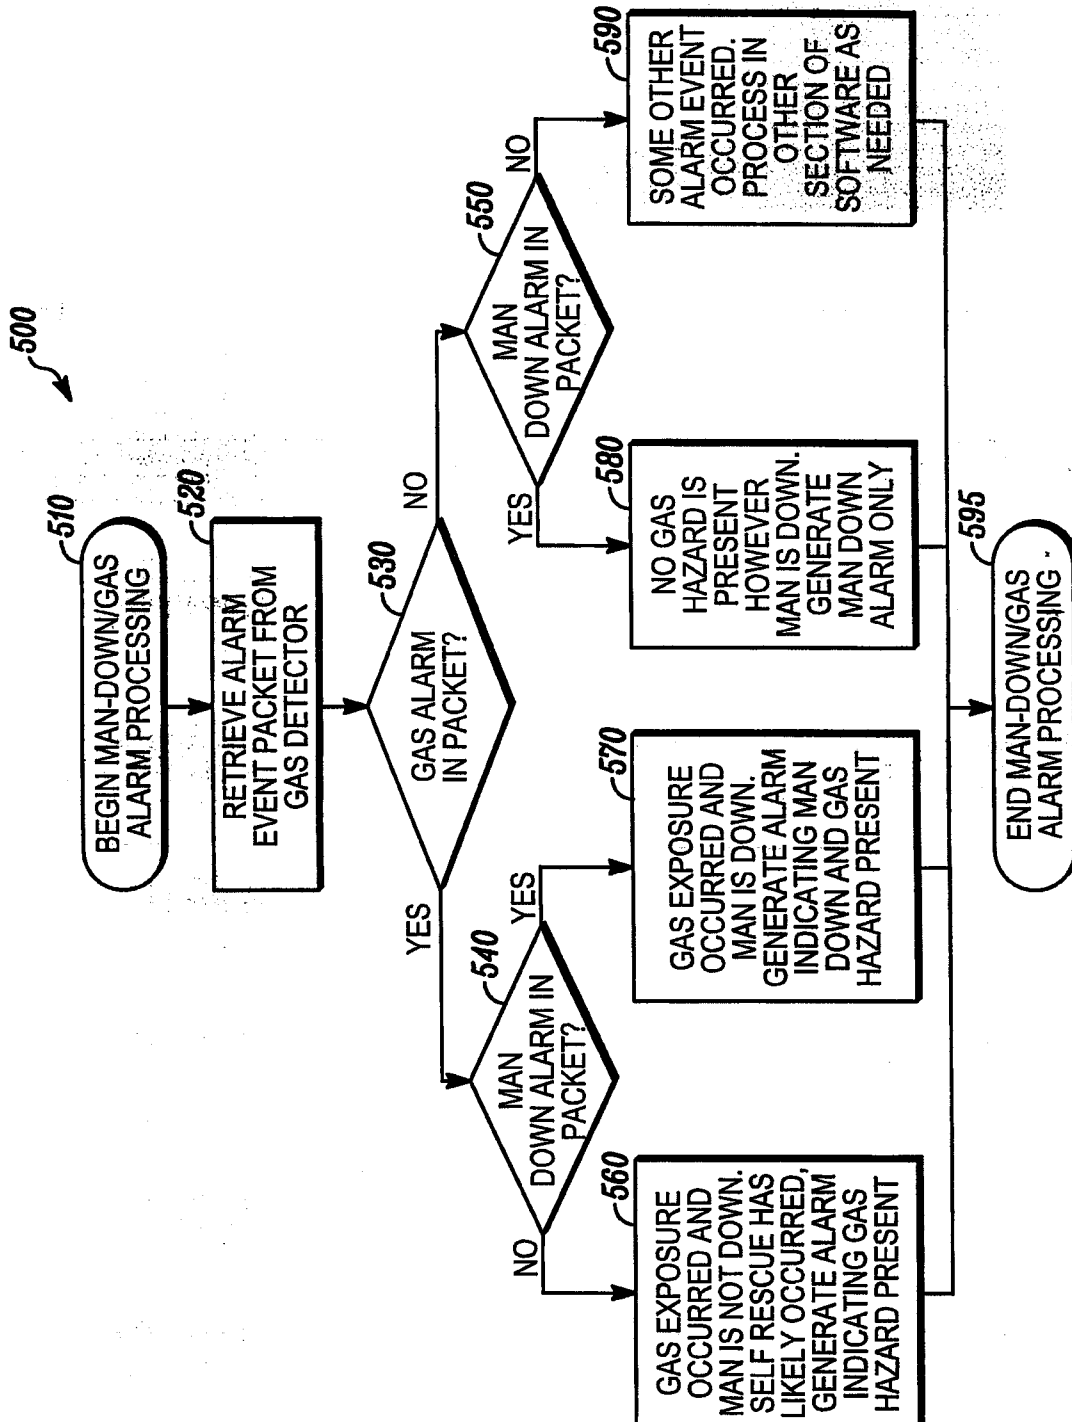 500
510
BEGIN MAN-DOWN/GAS
ALARM PROCESSING
520
RETRIEVE ALARM
EVENT PACKET FROM
GAS DETECTOR
530
GAS ALARM
IN PACKET?
YES
NO
540
MAN
DOWN ALARM IN
PACKET?
NO
YES
550
MAN
DOWN ALARM IN
PACKET?
YES
NO
560
GAS EXPOSURE
OCCURRED AND
MAN IS NOT DOWN.
SELF RESCUE HAS
LIKELY OCCURRED,
GENERATE ALARM
INDICATING GAS
HAZARD PRESENT
570
GAS EXPOSURE
OCCURRED AND
MAN IS DOWN.
GENERATE ALARM
INDICATING MAN
DOWN AND GAS
HAZARD PRESENT
580
NO GAS
HAZARD IS
PRESENT
HOWEVER
MAN IS DOWN.
GENERATE
MAN DOWN
ALARM ONLY
590
SOME OTHER
ALARM EVENT
OCCURRED.
PROCESS IN
OTHER
SECTION OF
SOFTWARE AS
NEEDED
595
END MAN-DOWN/GAS
ALARM PROCESSING